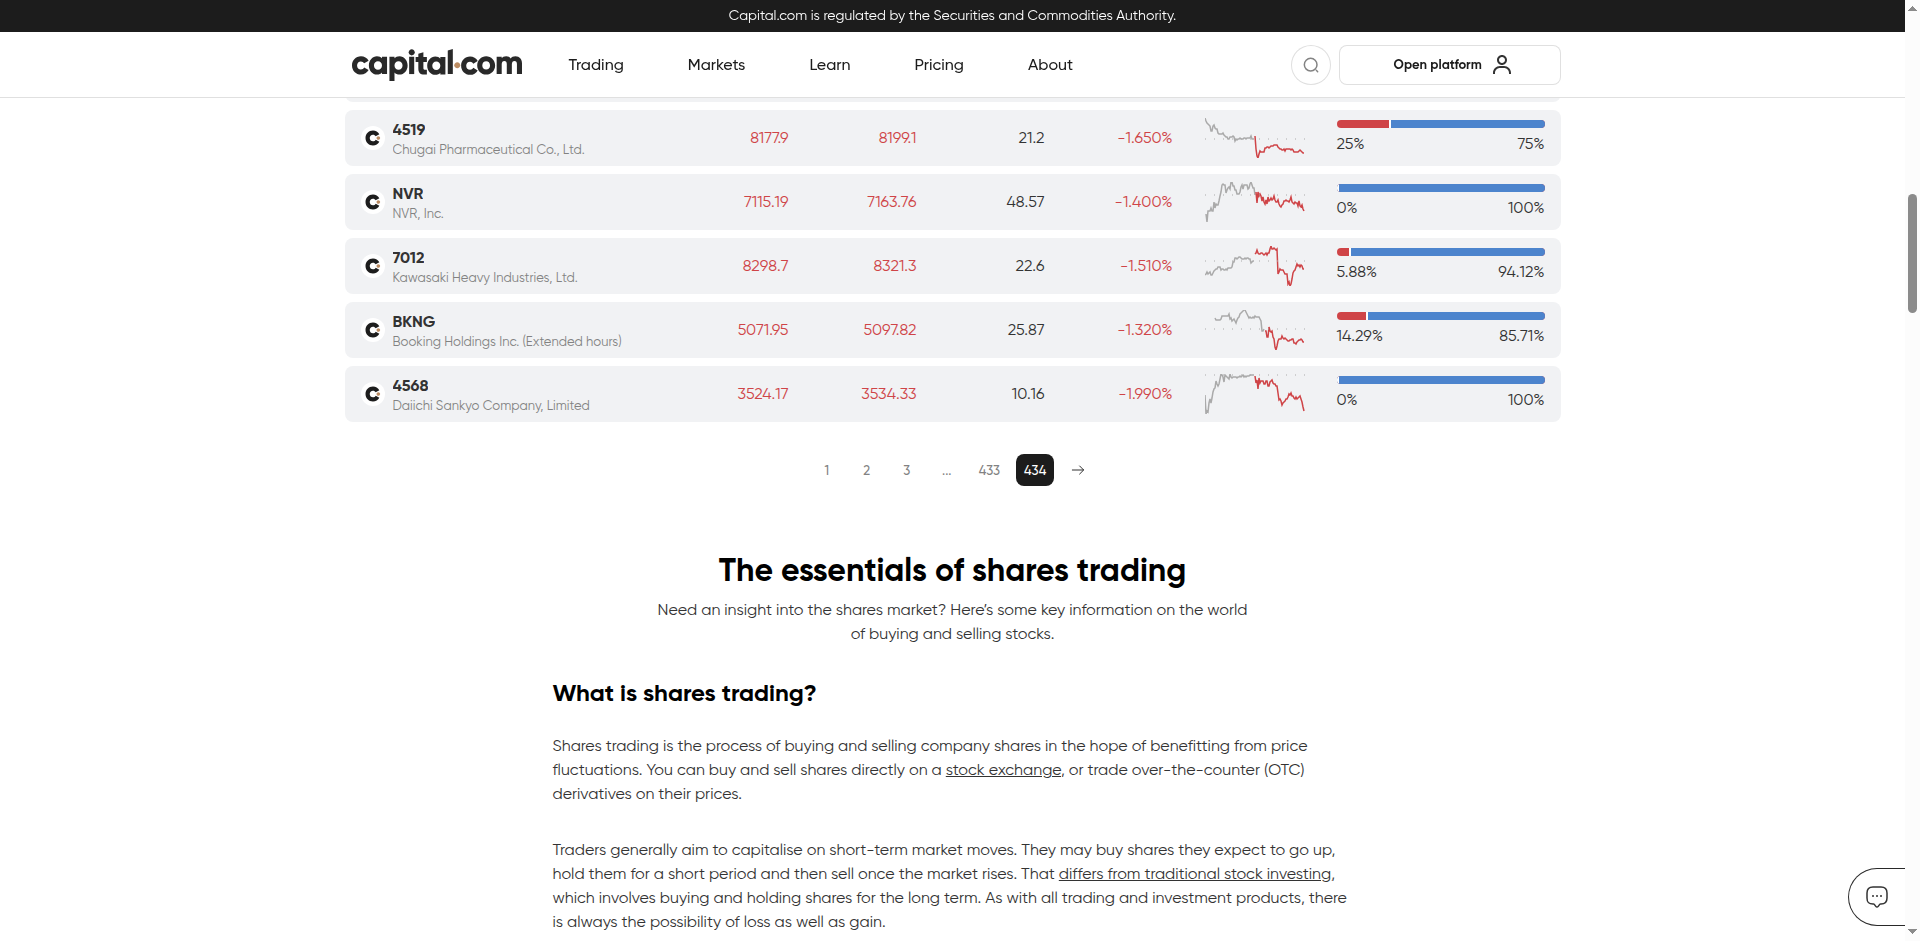 Capital.com is regulated by the Securities and Commodities Authority.
capital.com Trading Markets Learn Pricing About Open platform
4519
Chugai Pharmaceutical Co., Ltd.
8177.9 8199.1 21.2 -1.650% 25% 75%
NVR
NVR, Inc.
7115.19 7163.76 48.57 -1.400% 0% 100%
7012
Kawasaki Heavy Industries, Ltd.
8298.7 8321.3 22.6 -1.510% 5.88% 94.12%
BKNG
Booking Holdings Inc. (Extended hours)
5071.95 5097.82 25.87 -1.320% 14.29% 85.71%
4568
Daiichi Sankyo Company, Limited
3524.17 3534.33 10.16 -1.990% 0% 100%
1 2 3 ... 433 434
The essentials of shares trading
Need an insight into the shares market? Here’s some key information on the world
of buying and selling stocks.
What is shares trading?
Shares trading is the process of buying and selling company shares in the hope of benefitting from price
fluctuations. You can buy and sell shares directly on a stock exchange, or trade over-the-counter (OTC)
derivatives on their prices.
Traders generally aim to capitalise on short-term market moves. They may buy shares they expect to go up,
hold them for a short period and then sell once the market rises. That differs from traditional stock investing,
which involves buying and holding shares for the long term. As with all trading and investment products, there
is always the possibility of loss as well as gain.